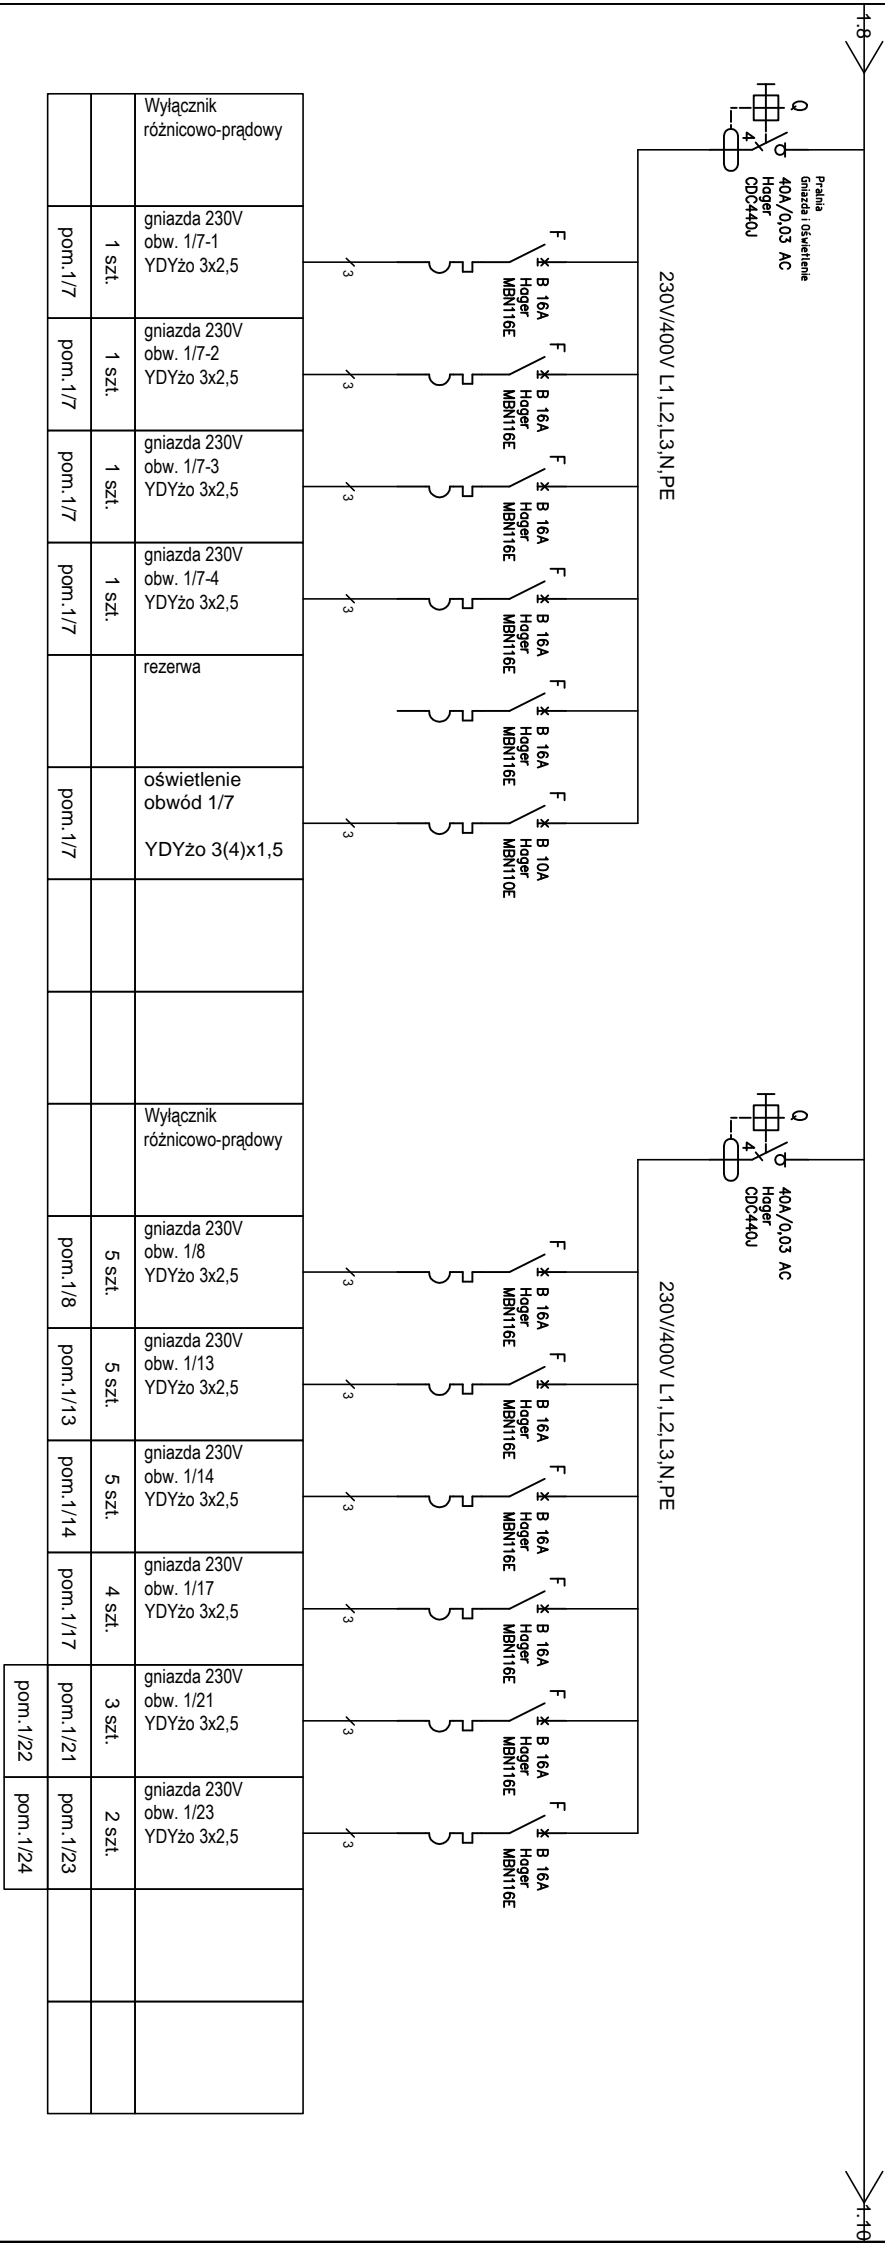 1.8
Q
4
Pralnia
Gniazda i Oświetlenie
40A/0,03 AC
Hager
CDC440J
230V/400V L1,L2,L3,N,PE
Wyłącznik
różnicowo-prądowy
F
B 16A
Hager
MBN116E
3
gniazda 230V
obw. 1/7-1
YDYżo 3x2,5
1 szt.
pom.1/7
F
B 16A
Hager
MBN116E
3
gniazda 230V
obw. 1/7-2
YDYżo 3x2,5
1 szt.
pom.1/7
F
B 16A
Hager
MBN116E
3
gniazda 230V
obw. 1/7-3
YDYżo 3x2,5
1 szt.
pom.1/7
F
B 16A
Hager
MBN116E
3
gniazda 230V
obw. 1/7-4
YDYżo 3x2,5
1 szt.
pom.1/7
F
B 16A
Hager
MBN116E
rezerwa
F
B 10A
Hager
MBN110E
3
oświetlenie
obwód 1/7
YDYżo 3(4)x1,5
pom.1/7
Q
4
40A/0,03 AC
Hager
CDC440J
230V/400V L1,L2,L3,N,PE
Wyłącznik
różnicowo-prądowy
F
B 16A
Hager
MBN116E
3
gniazda 230V
obw. 1/8
YDYżo 3x2,5
5 szt.
pom.1/8
F
B 16A
Hager
MBN116E
3
gniazda 230V
obw. 1/13
YDYżo 3x2,5
5 szt.
pom.1/13
F
B 16A
Hager
MBN116E
3
gniazda 230V
obw. 1/14
YDYżo 3x2,5
5 szt.
pom.1/14
F
B 16A
Hager
MBN116E
3
gniazda 230V
obw. 1/17
YDYżo 3x2,5
4 szt.
pom.1/17
F
B 16A
Hager
MBN116E
3
gniazda 230V
obw. 1/21
YDYżo 3x2,5
3 szt.
pom.1/21
pom.1/22
F
B 16A
Hager
MBN116E
3
gniazda 230V
obw. 1/23
YDYżo 3x2,5
2 szt.
pom.1/23
pom.1/24
1.10